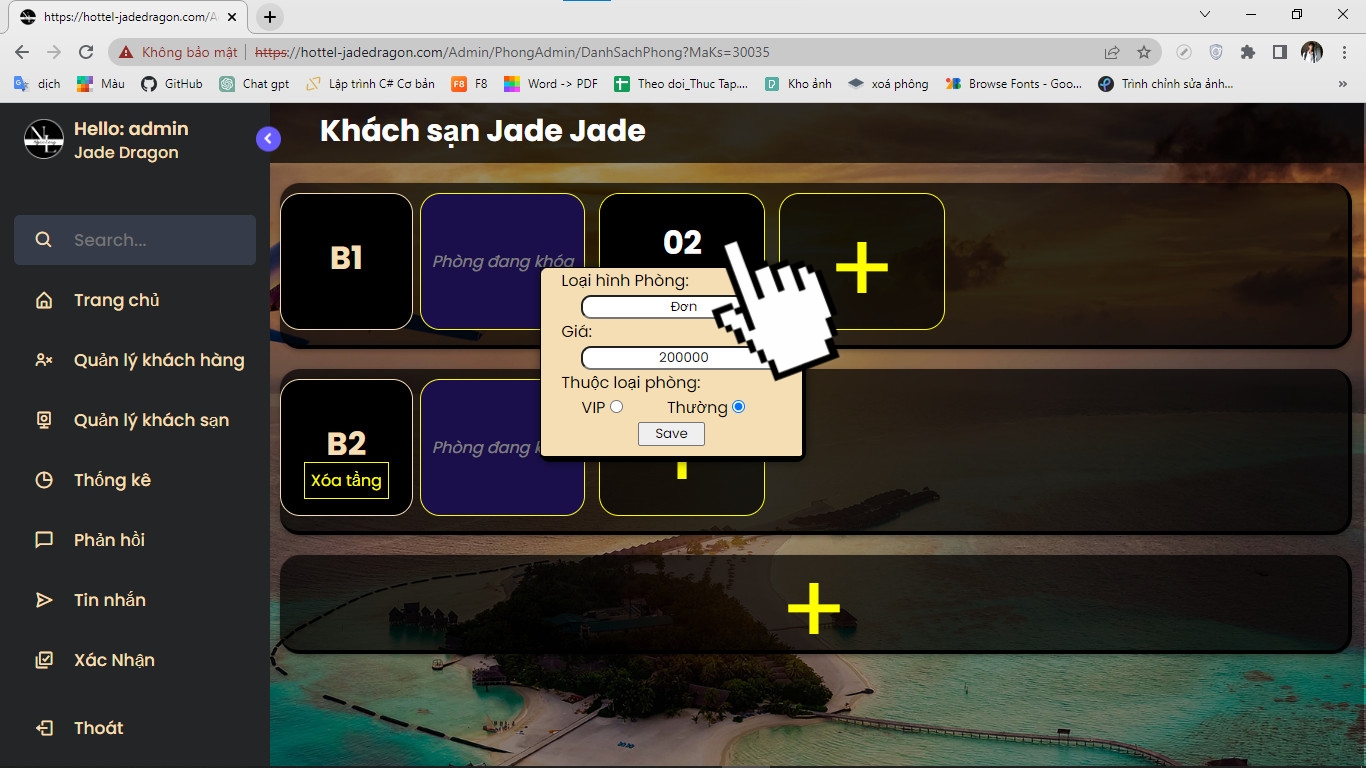 https://hottel-jadedragon.com/A
Không bảo mật | https://hottel-jadedragon.com/Admin/PhongAdmin/DanhSachPhong?MaKs=30035
dịch
Màu
GitHub
Chat gpt
Lập trình C# Cơ bản
F8
F8
Word -> PDF
Theo doi_Thuc Tap...
Kho ảnh
xoá phông
Browse Fonts - Goo...
Trình chỉnh sửa ảnh...
»
Hello: admin
Jade Dragon
Khách sạn Jade Jade
Search...
Trang chủ
Quản lý khách hàng
Quản lý khách sạn
Thống kê
Phản hồi
Tin nhắn
Xác Nhận
Thoát
B1
Phòng đang khóa
02
+
Loại hình Phòng:
Đơn
Giá:
200000
Thuộc loại phòng:
VIP
Thường
Save
B2
Xóa tầng
Phòng đang
+